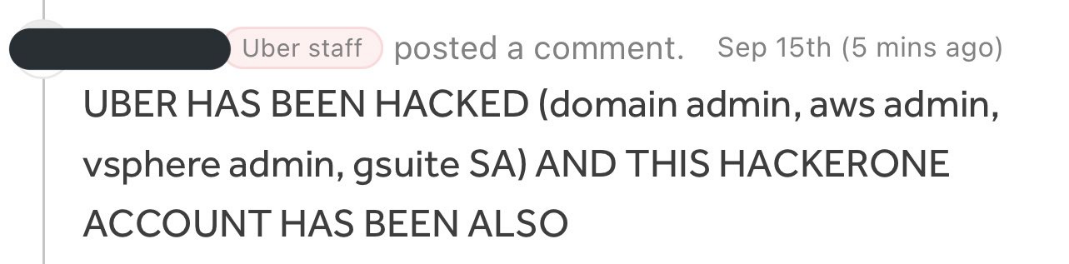 Uber staff posted a comment. Sep 15th (5 mins ago)
UBER HAS BEEN HACKED (domain admin, aws admin,
vsphere admin, gsuite SA) AND THIS HACKERONE
ACCOUNT HAS BEEN ALSO